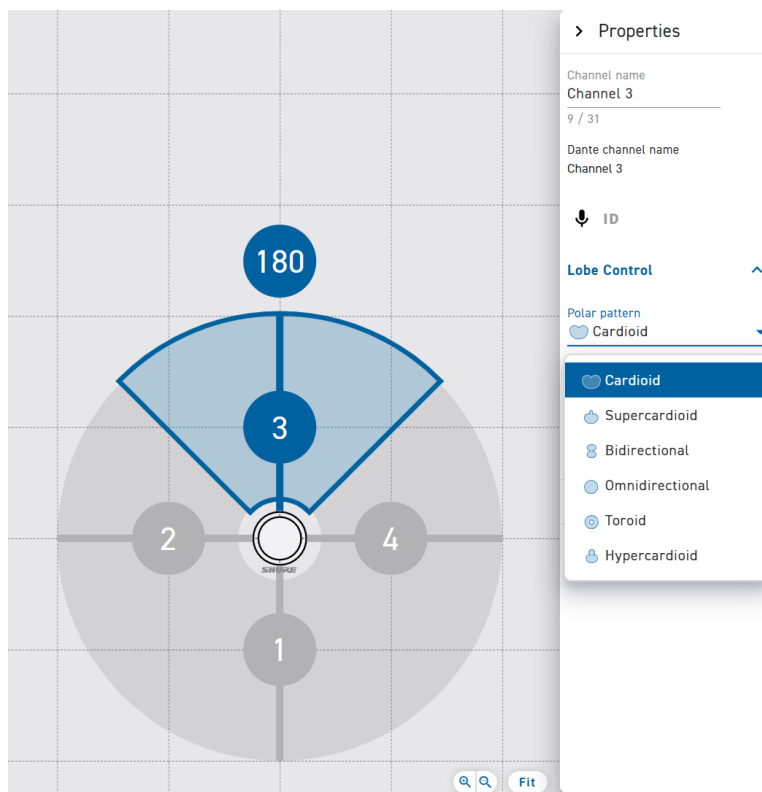 Properties
Channel name
Channel 3
9 / 31
Dante channel name
Channel 3
ID
Lobe Control
Polar pattern
Cardioid
Cardioid
Supercardioid
Bidirectional
Omnidirectional
Toroid
Hypercardioid
180
3
2
4
SHURE
1
Fit